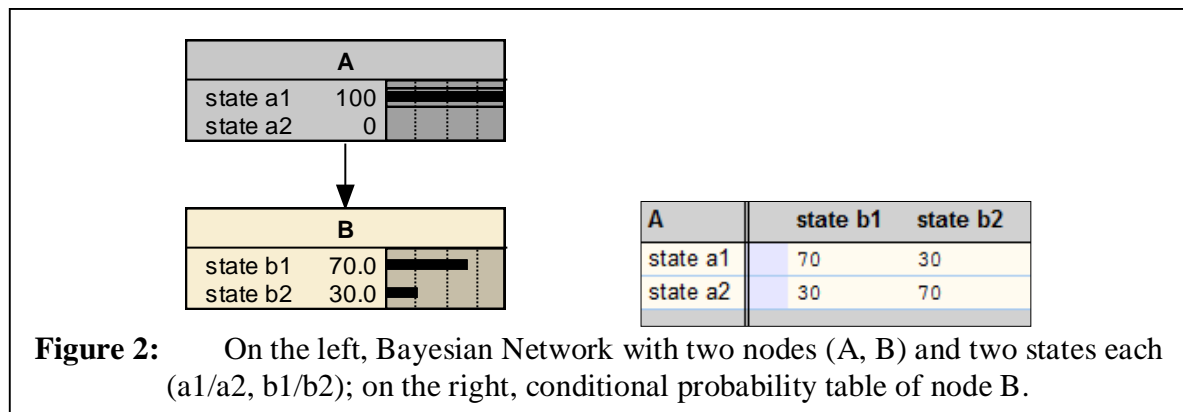 A
state a1 100
state a2 0
B
state b1 70.0
state b2 30.0
A state b1 state b2
state a1 70 30
state a2 30 70
Figure 2: On the left, Bayesian Network with two nodes (A, B) and two states each
(a1/a2, b1/b2); on the right, conditional probability table of node B.